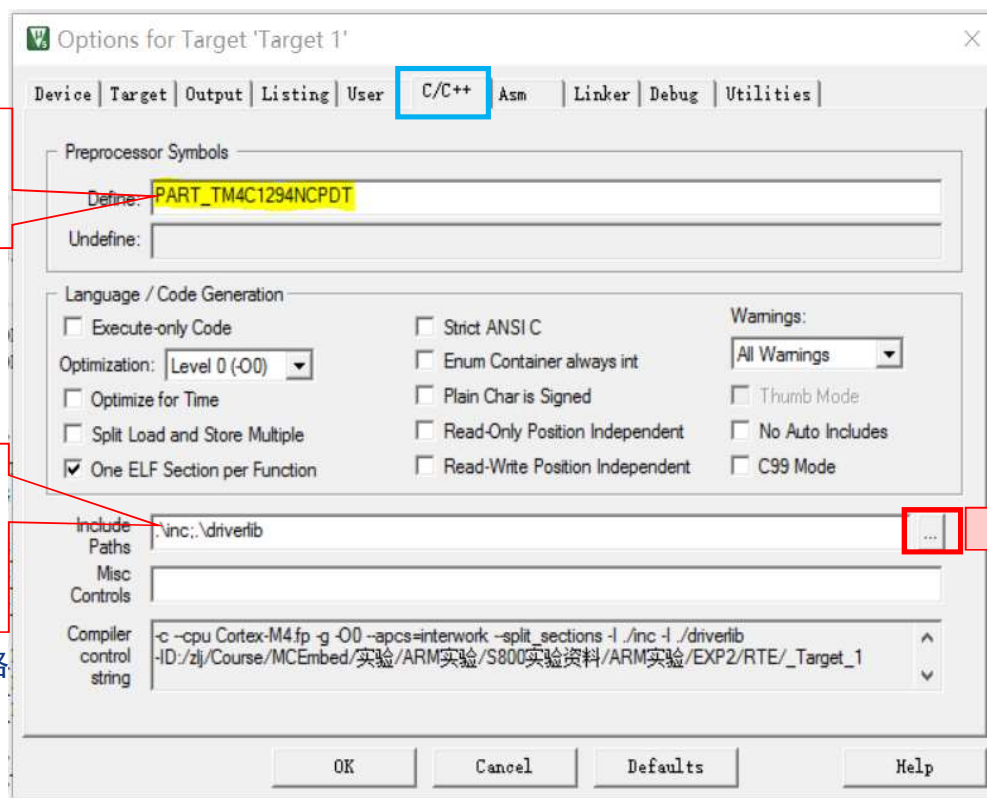 Options for Target 'Target 1'
Device Target Output Listing User C/C++ Asm Linker Debug Utilities
Preprocessor Symbols
Define: PART_TM4C1294NCPDT
Undefine:
Language / Code Generation
Execute-only Code
Strict ANSI C
Warnings:
Optimization: Level 0 (-O0)
Enum Container always int
All Warnings
Optimize for Time
Plain Char is Signed
Thumb Mode
Split Load and Store Multiple
Read-Only Position Independent
No Auto Includes
One ELF Section per Function
Read-Write Position Independent
C99 Mode
Include Paths
.\inc;.\driverlib
...
Misc Controls
Compiler control string
-c --cpu Cortex-M4.fp -g -O0 --apcs=interwork --split_sections -I ./inc -I ./driverlib
-ID:/zlj/Course/MCEmbed/实验/ARM实验/S800实验资料/ARM实验/EXP2/RTE/_Target_1
OK Cancel Defaults Help